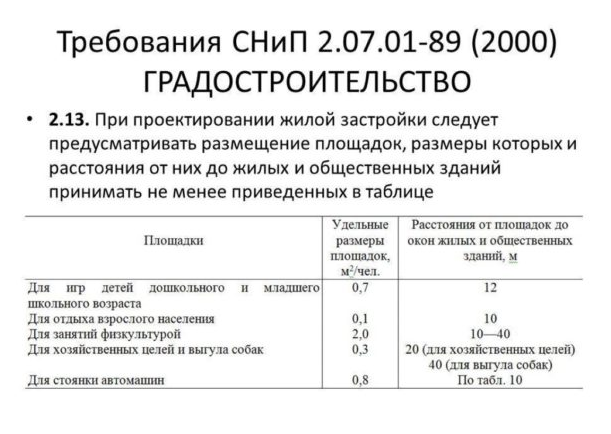 Требования СНиП 2.07.01-89 (2000)
ГРАДОСТРОИТЕЛЬСТВО
• 2.13. При проектировании жилой застройки следует
предусматривать размещение площадок, размеры которых и
расстояния от них до жилых и общественных зданий
принимать не менее приведенных в таблице
Площадки Удельные размеры площадок, м²/чел. Расстояния от площадок до окон жилых и общественных зданий, м
Для игр детей дошкольного и младшего
школьного возраста 0,7 12
Для отдыха взрослого населения 0,1 10
Для занятий физкультурой 2,0 10—40
Для хозяйственных целей и выгула собак 0,3 20 (для хозяйственных целей)
40 (для выгула собак)
Для стоянки автомашин 0,8 По табл. 10